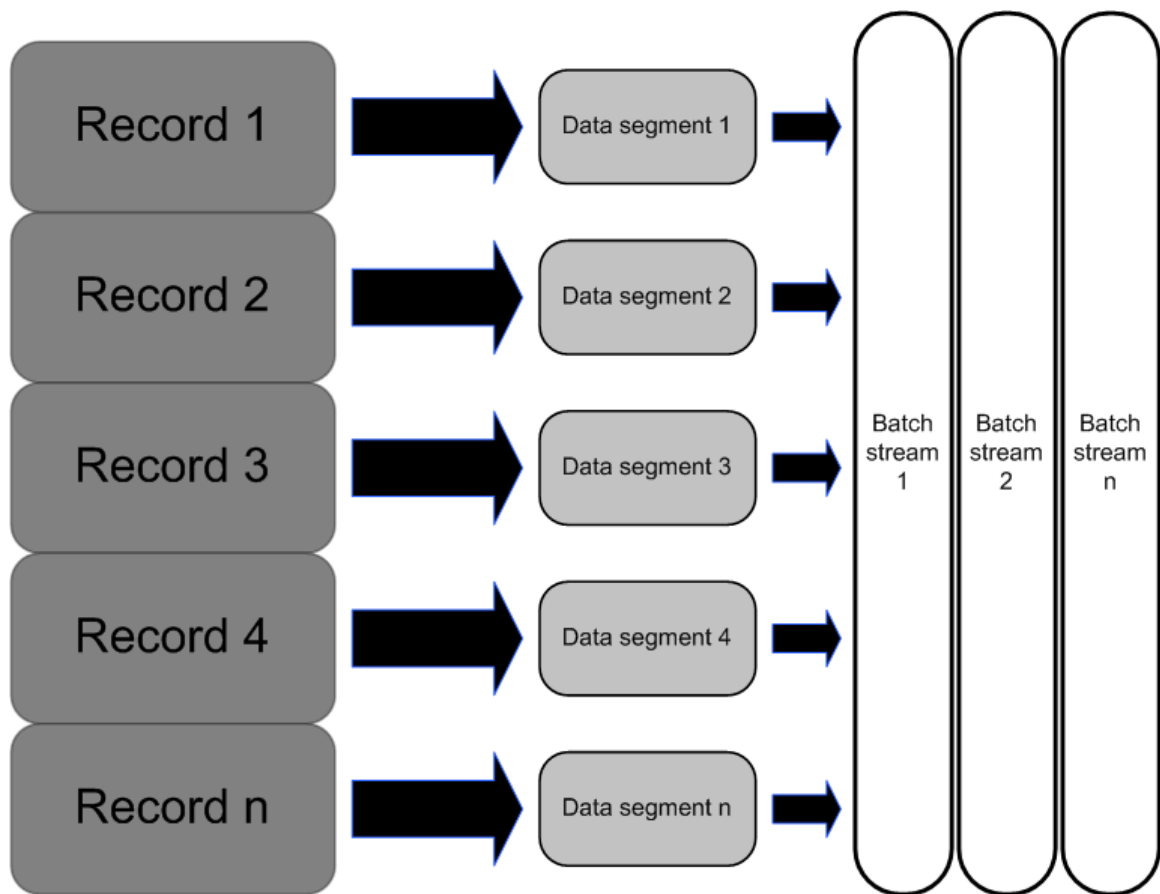 Record 1
Data segment 1
Record 2
Data segment 2
Record 3
Data segment 3
Record 4
Data segment 4
Record n
Data segment n
Batch
stream
1
Batch
stream
2
Batch
stream
n